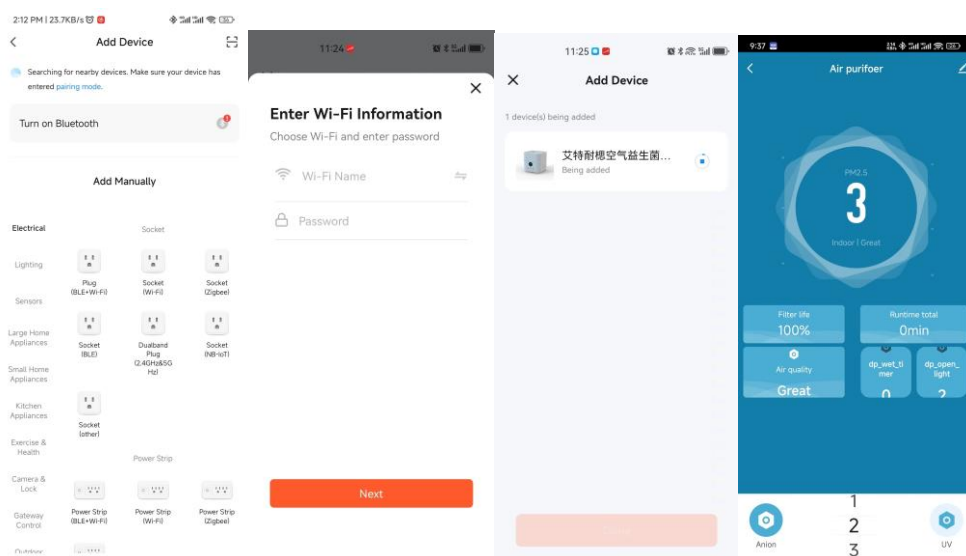 2:12 PM | 23.7KB/s
Add Device
Searching for nearby devices. Make sure your device has
entered pairing mode.
Turn on Bluetooth
Add Manually
Electrical
Lighting
Sensors
Large Home
Appliances
Small Home
Appliances
Kitchen
Appliances
Exercise &
Health
Camera &
Lock
Gateway
Control
Outdoor
Socket
Plug
(BLE+Wi-Fi)
Socket
(Wi-Fi)
Socket
(Zigbee)
Socket
(BLE)
Dualband
Plug
(2.4GHz&5G
Hz)
Socket
(NB-IoT)
Socket
(other)
Power Strip
Power Strip
(BLE+Wi-Fi)
Power Strip
(Wi-Fi)
Power Strip
(Zigbee)
11:24
Enter Wi-Fi Information
Choose Wi-Fi and enter password
Wi-Fi Name
Password
Next
11:25
Add Device
1 device(s) being added
艾特耐楒空气益生菌...
Being added
9:37
Air purifoer
PM2.5
3
Indoor | Great
Filter life
100%
Runtime total
0min
Air quality
Great
dp_wet_ti
mer
0
dp_open_
light
2
Anion
1
2
3
UV